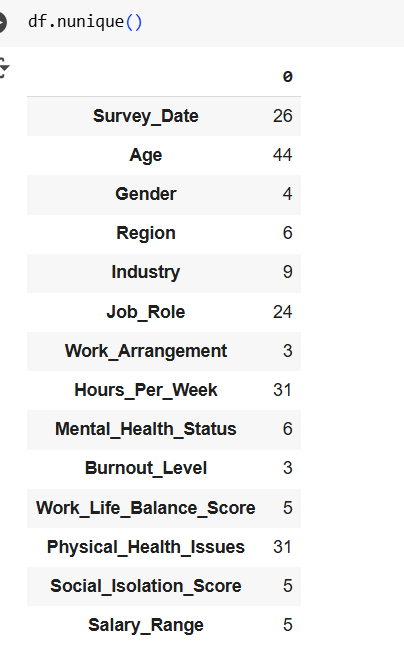 df.nunique()
0
Survey_Date 26
Age 44
Gender 4
Region 6
Industry 9
Job_Role 24
Work_Arrangement 3
Hours_Per_Week 31
Mental_Health_Status 6
Burnout_Level 3
Work_Life_Balance_Score 5
Physical_Health_Issues 31
Social_Isolation_Score 5
Salary_Range 5